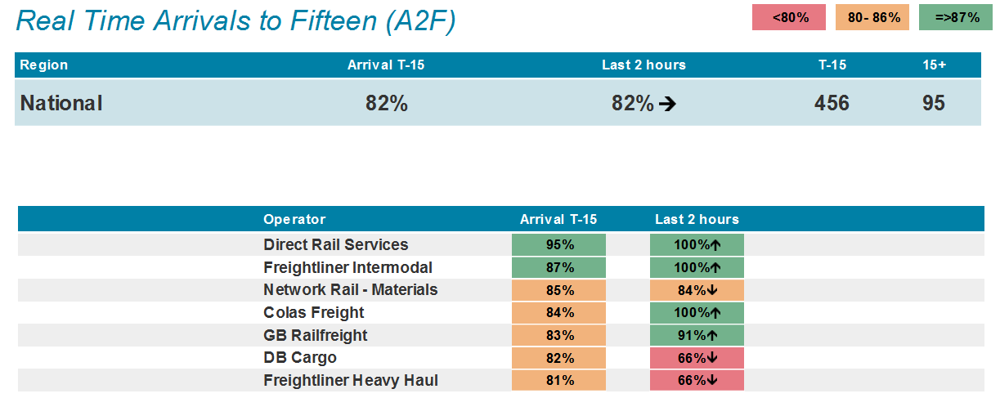 Real Time Arrivals to Fifteen (A2F) <80% 80- 86% =>87%
Region Arrival T-15 Last 2 hours T-15 15+
National 82% 82%➔ 456 95
Operator Arrival T-15 Last 2 hours
Direct Rail Services 95% 100%↑
Freightliner Intermodal 87% 100%↑
Network Rail - Materials 85% 84%↓
Colas Freight 84% 100%↑
GB Railfreight 83% 91%↑
DB Cargo 82% 66%↓
Freightliner Heavy Haul 81% 66%↓